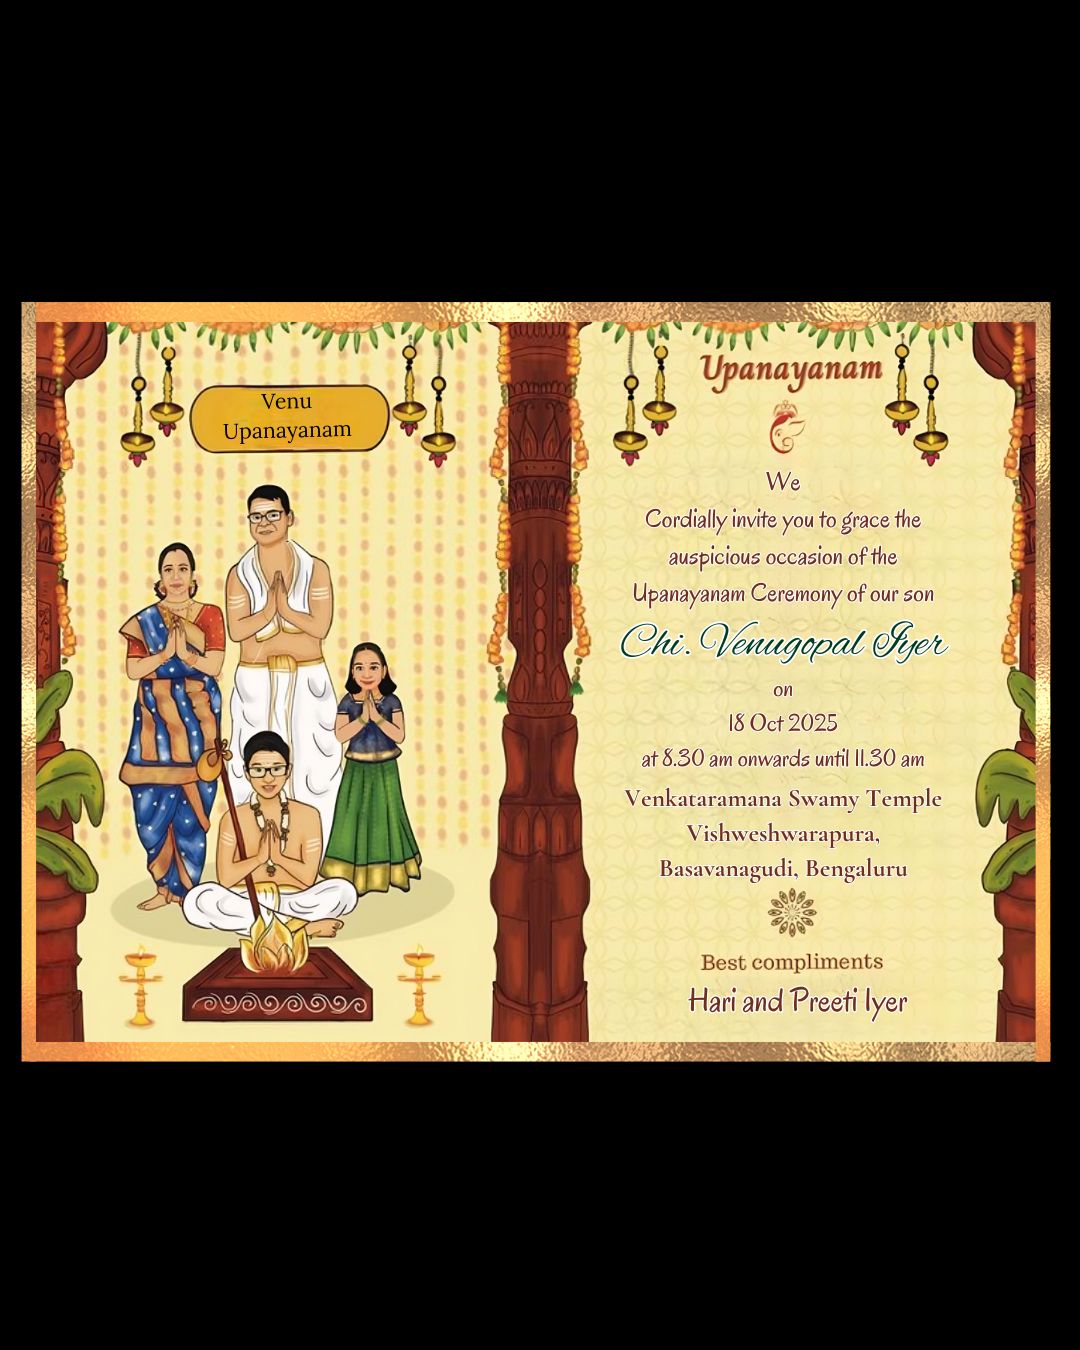 Venu
Upanayanam
Upanayanam
We
Cordially invite you to grace the
auspicious occasion of the
Upanayanam Ceremony of our son
Chi. Venugopal Iyer
on
18 Oct 2025
at 8.30 am onwards until 11.30 am
Venkataramana Swamy Temple
Vishweshwarapura,
Basavanagudi, Bengaluru
Best compliments
Hari and Preeti Iyer